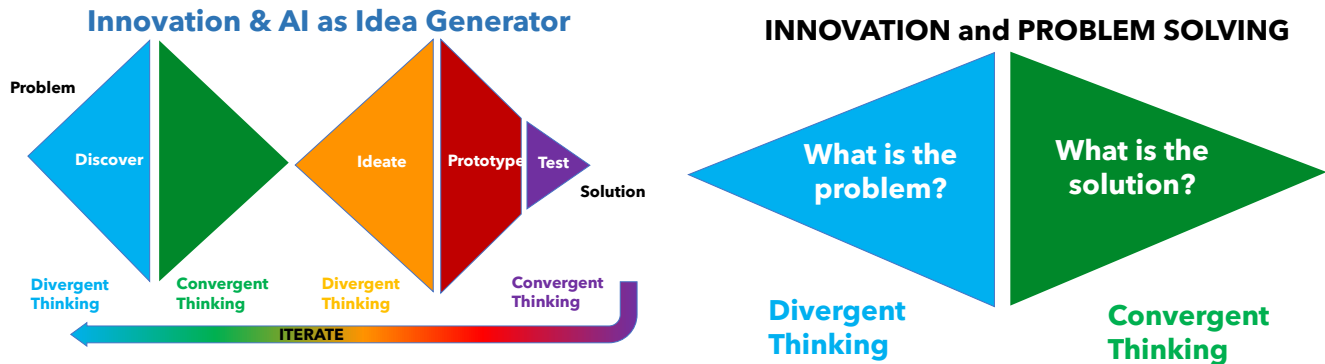 Innovation & AI as Idea Generator
Problem
Discover
Ideate
Prototype
Test
Solution
Divergent
Thinking
Convergent
Thinking
Divergent
Thinking
Convergent
Thinking
ITERATE
INNOVATION and PROBLEM SOLVING
What is the
problem?
What is the
solution?
Divergent
Thinking
Convergent
Thinking